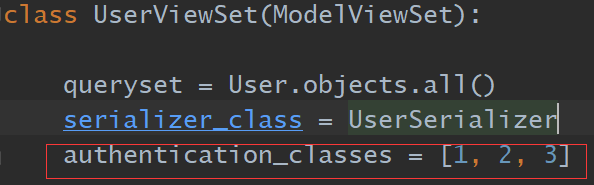 class UserViewSet(ModelViewSet):
queryset = User.objects.all()
serializer_class = UserSerializer
authentication_classes = [1, 2, 3]